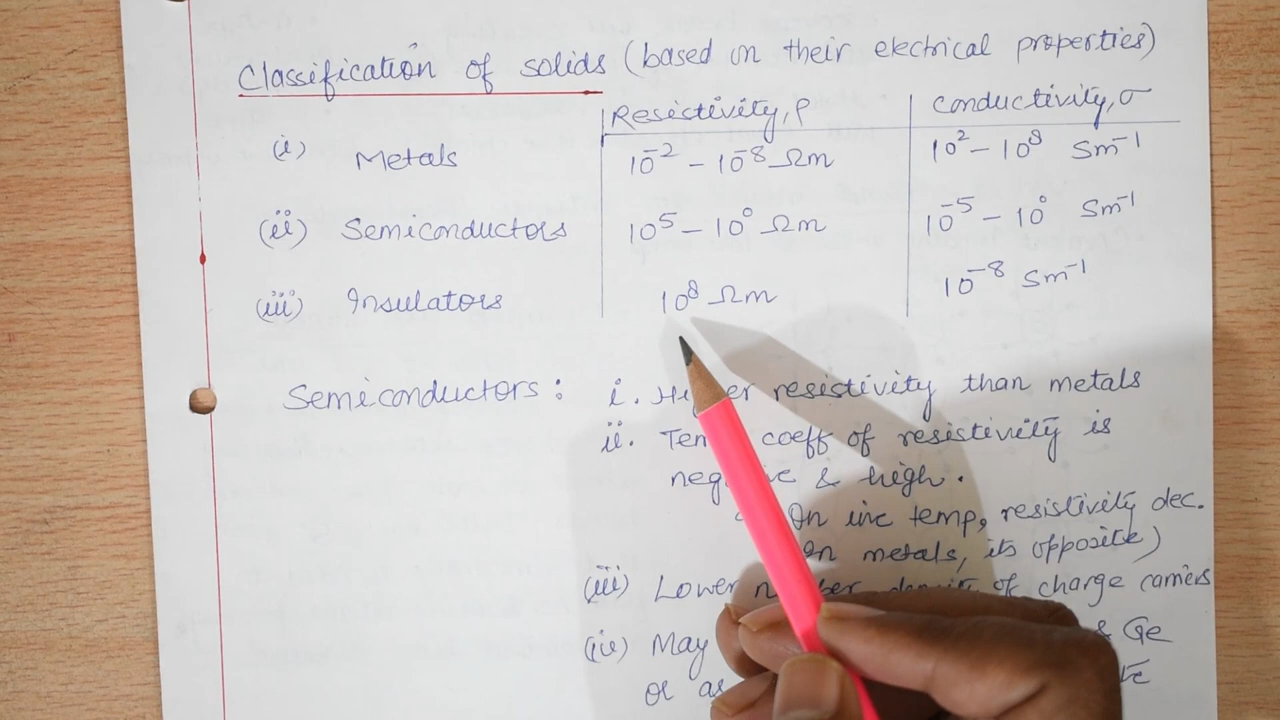 Classification of solids (based on their electrical properties)
Resistivity, ρ conductivity, σ
(i) Metals 10⁻² – 10⁻⁸ Ωm 10² – 10⁸ Sm⁻¹
(ii) Semiconductors 10⁵ – 10⁰ Ωm 10⁻⁵ – 10⁰ Sm⁻¹
(iii) Insulators 10⁸ Ωm 10⁻⁸ Sm⁻¹
Semiconductors : i. resistivity than metals
ii. coeff of resistivity is
& high.
On inc temp, resistivity dec.
metals, its opposite)
(iii) Lower of charge carriers
(iv) May & Ge
or